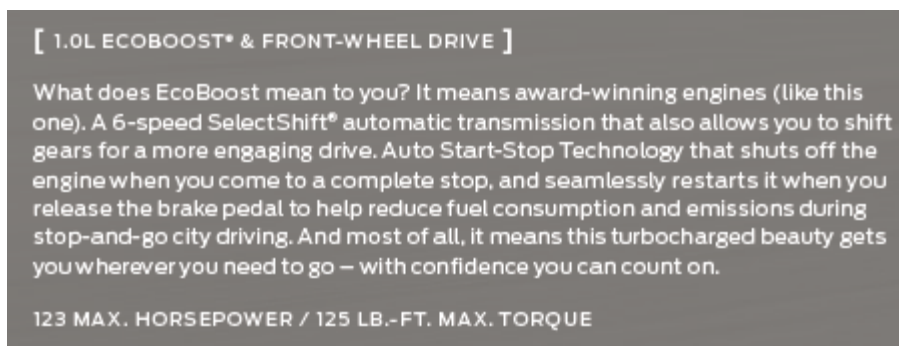 [ 1.0L ECOBOOST® & FRONT-WHEEL DRIVE ]
What does EcoBoost mean to you? It means award-winning engines (like this
one). A 6-speed SelectShift® automatic transmission that also allows you to shift
gears for a more engaging drive. Auto Start-Stop Technology that shuts off the
engine when you come to a complete stop, and seamlessly restarts it when you
release the brake pedal to help reduce fuel consumption and emissions during
stop-and-go city driving. And most of all, it means this turbocharged beauty gets
you wherever you need to go – with confidence you can count on.
123 MAX. HORSEPOWER / 125 LB.-FT. MAX. TORQUE